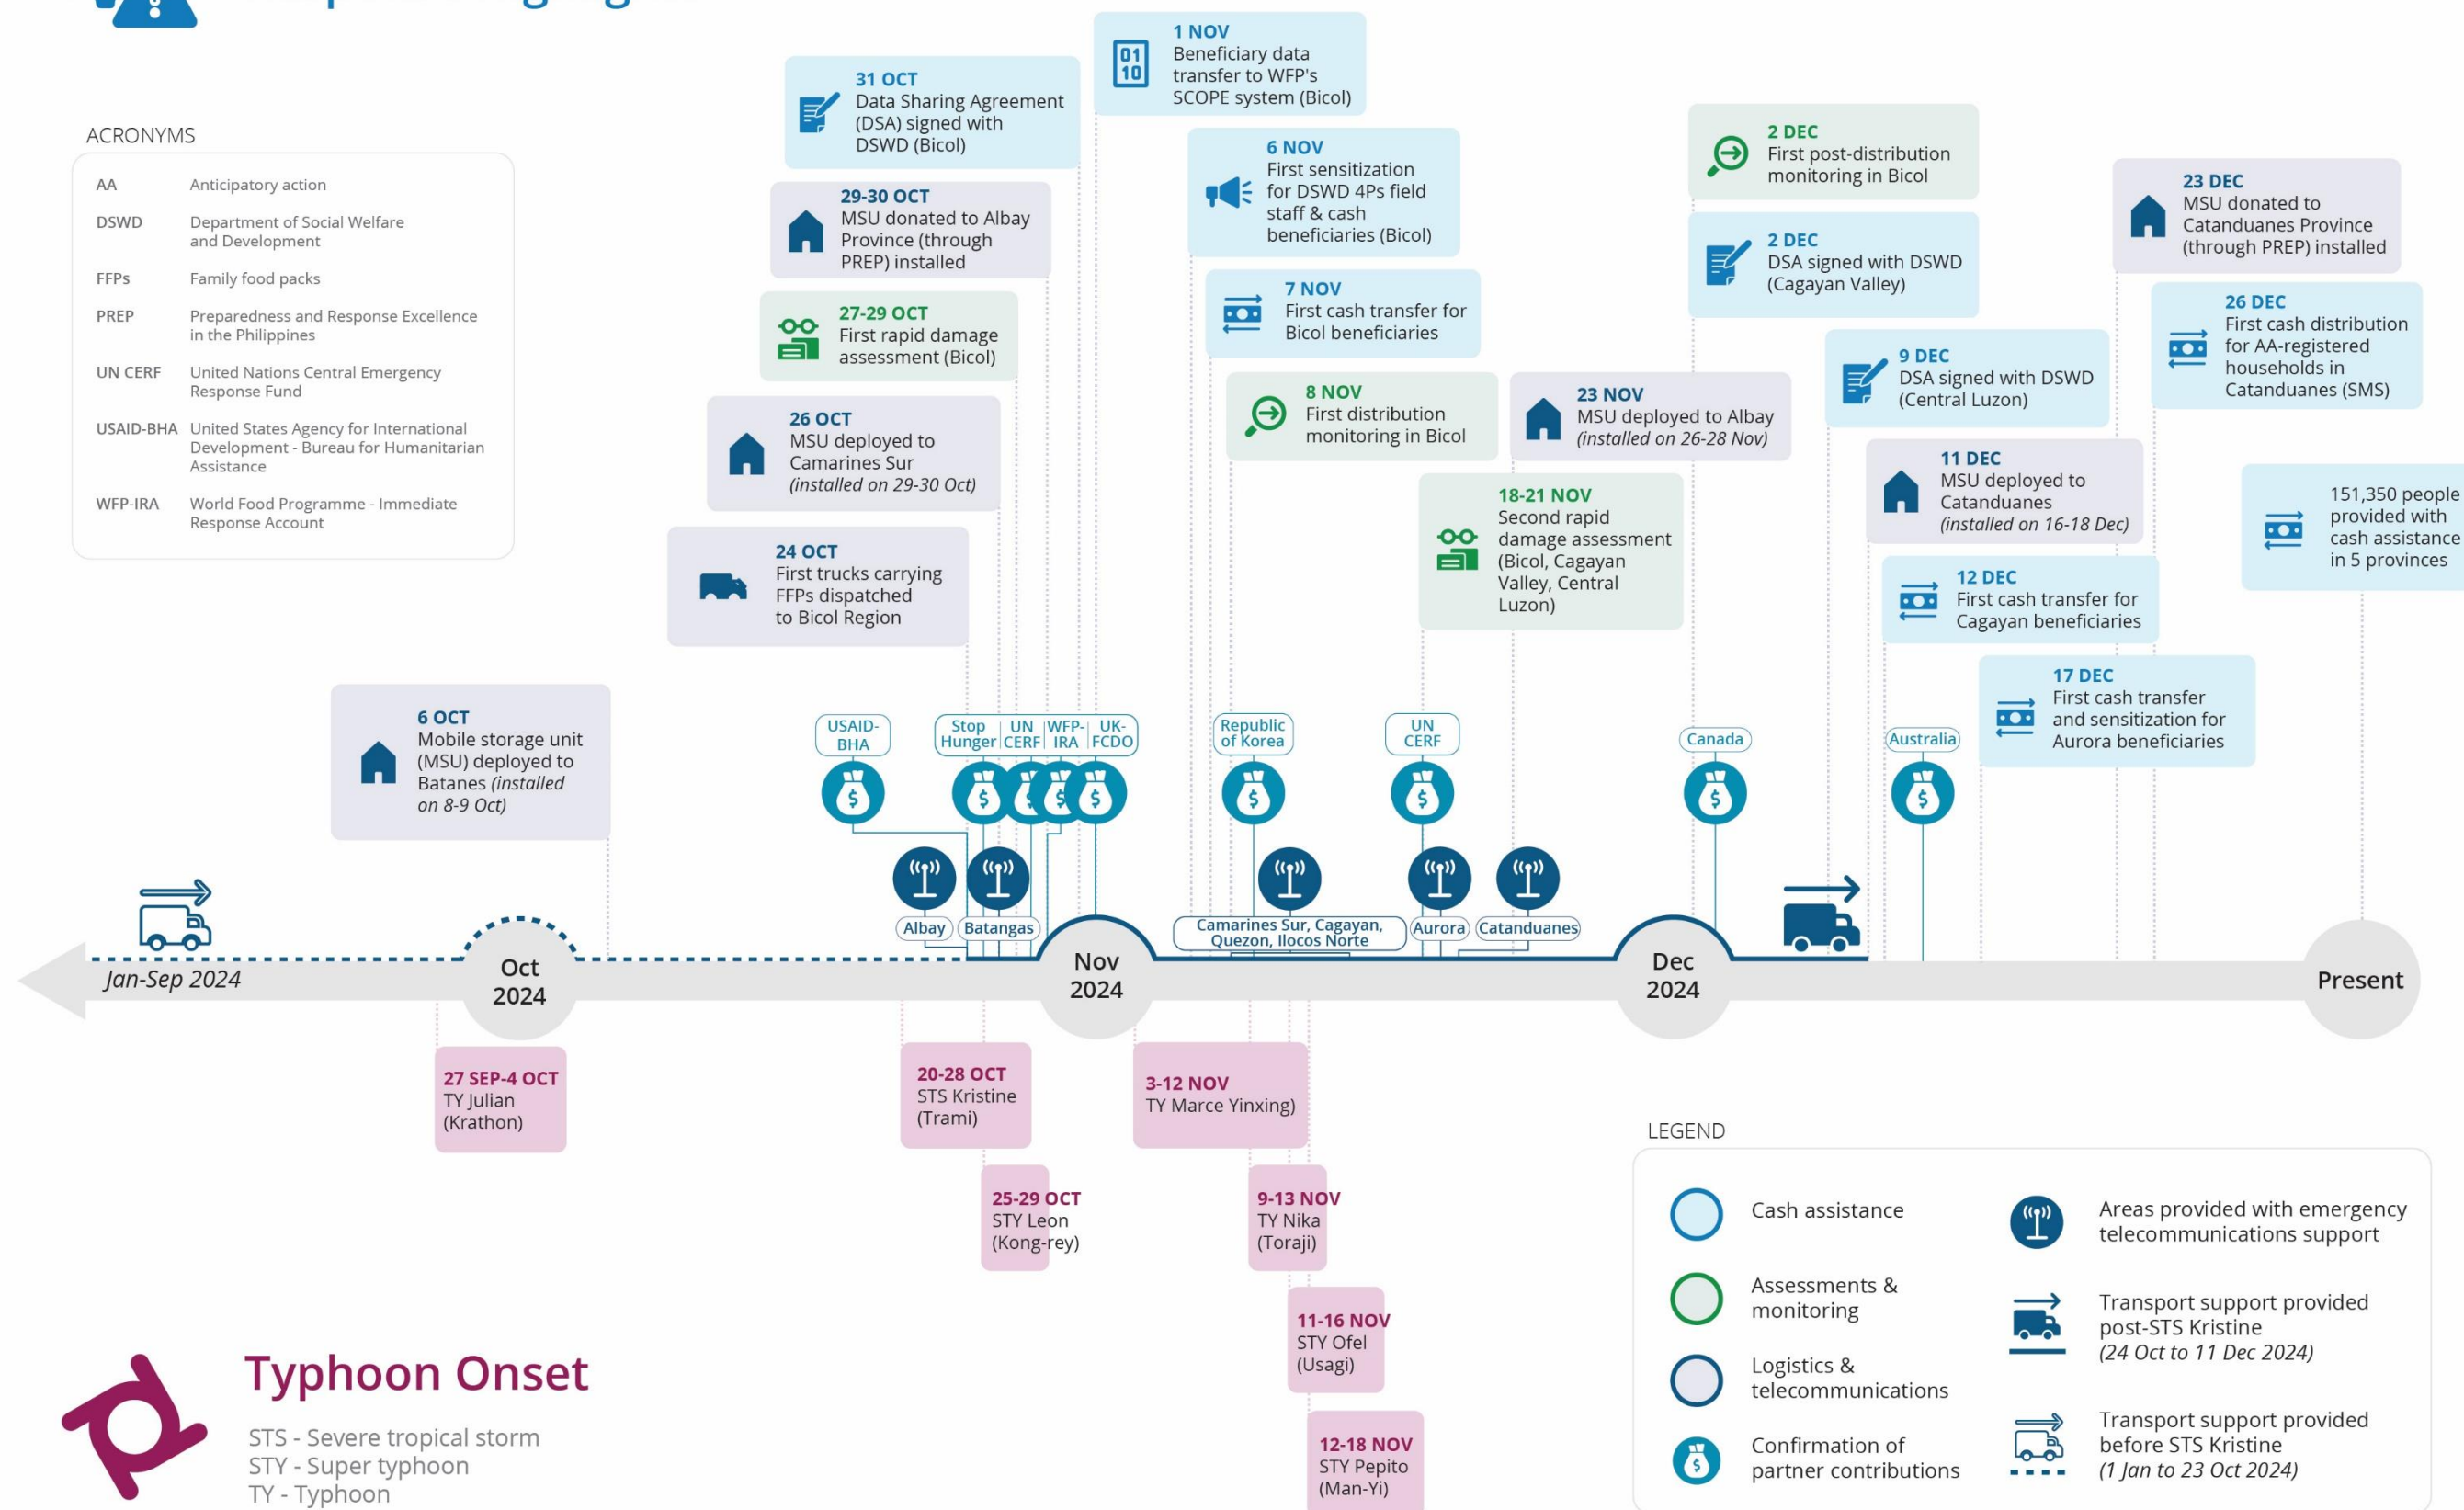 ACRONYMS
AA Anticipatory action
DSWD Department of Social Welfare
and Development
FFPs Family food packs
PREP Preparedness and Response Excellence
in the Philippines
UN CERF United Nations Central Emergency
Response Fund
USAID-BHA United States Agency for International
Development - Bureau for Humanitarian
Assistance
WFP-IRA World Food Programme - Immediate
Response Account
6 OCT
Mobile storage unit
(MSU) deployed to
Batanes (installed
on 8-9 Oct)
24 OCT
First trucks carrying
FFPs dispatched
to Bicol Region
26 OCT
MSU deployed to
Camarines Sur
(installed on 29-30 Oct)
27-29 OCT
First rapid damage
assessment (Bicol)
29-30 OCT
MSU donated to Albay
Province (through
PREP) installed
31 OCT
Data Sharing Agreement
(DSA) signed with
DSWD (Bicol)
01
10
1 NOV
Beneficiary data
transfer to WFP's
SCOPE system (Bicol)
6 NOV
First sensitization
for DSWD 4Ps field
staff & cash
beneficiaries (Bicol)
7 NOV
First cash transfer for
Bicol beneficiaries
8 NOV
First distribution
monitoring in Bicol
18-21 NOV
Second rapid
damage assessment
(Bicol, Cagayan
Valley, Central
Luzon)
23 NOV
MSU deployed to Albay
(installed on 26-28 Nov)
2 DEC
First post-distribution
monitoring in Bicol
2 DEC
DSA signed with DSWD
(Cagayan Valley)
9 DEC
DSA signed with DSWD
(Central Luzon)
11 DEC
MSU deployed to
Catanduanes
(installed on 16-18 Dec)
12 DEC
First cash transfer for
Cagayan beneficiaries
17 DEC
First cash transfer
and sensitization for
Aurora beneficiaries
23 DEC
MSU donated to
Catanduanes Province
(through PREP) installed
26 DEC
First cash distribution
for AA-registered
households in
Catanduanes (SMS)
151,350 people
provided with
cash assistance
in 5 provinces
USAID-
BHA
Stop
Hunger
UN
CERF
WFP-
IRA
UK-
FCDO
Republic
of Korea
UN
CERF
Canada
Australia
Albay
Batangas
Camarines Sur, Cagayan,
Quezon, Ilocos Norte
Aurora
Catanduanes
Jan-Sep 2024
Oct
2024
Nov
2024
Dec
2024
Present
27 SEP-4 OCT
TY Julian
(Krathon)
20-28 OCT
STS Kristine
(Trami)
25-29 OCT
STY Leon
(Kong-rey)
3-12 NOV
TY Marce Yinxing)
9-13 NOV
TY Nika
(Toraji)
11-16 NOV
STY Ofel
(Usagi)
12-18 NOV
STY Pepito
(Man-Yi)
Typhoon Onset
STS - Severe tropical storm
STY - Super typhoon
TY - Typhoon
LEGEND
Cash assistance
Assessments &
monitoring
Logistics &
telecommunications
Confirmation of
partner contributions
Areas provided with emergency
telecommunications support
Transport support provided
post-STS Kristine
(24 Oct to 11 Dec 2024)
Transport support provided
before STS Kristine
(1 Jan to 23 Oct 2024)